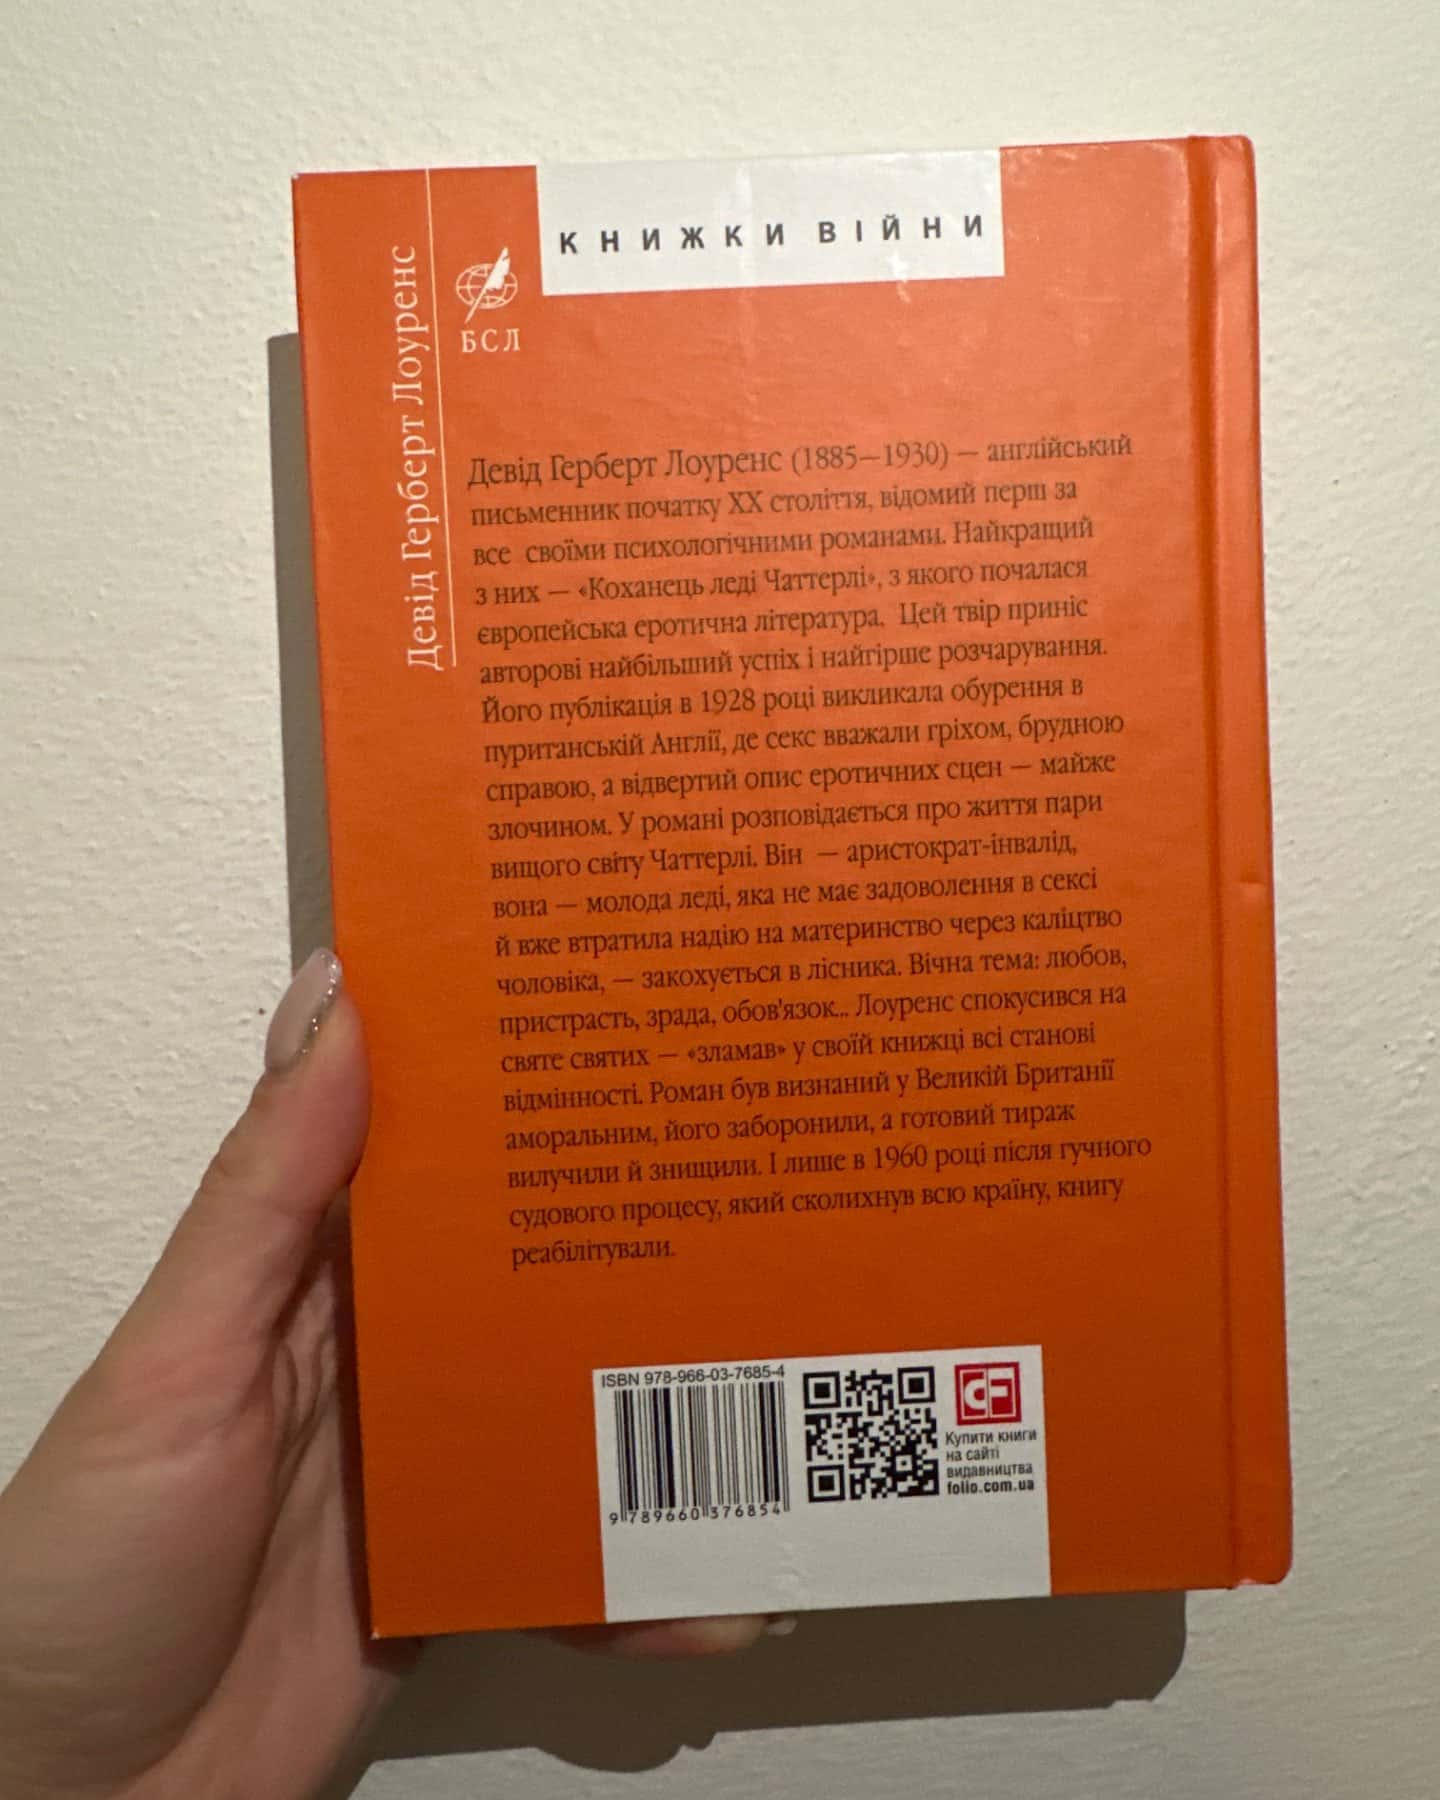 КНИЖКИ ВІЙНИ
Девід Герберт Лоуренс
БСЛ
Девід Герберт Лоуренс (1885—1930) — англійський
письменник початку XX століття, відомий перш за
все своїми психологічними романами. Найкращий
з них — «Коханець леді Чаттерлі», з якого почалася
європейська еротична література. Цей твір приніс
авторові найбільший успіх і найгірше розчарування.
Його публікація в 1928 році викликала обурення в
пуританській Англії, де секс вважали гріхом, брудною
справою, а відвертий опис еротичних сцен — майже
злочином. У романі розповідається про життя пари
вищого світу Чаттерлі. Він — аристократ-інвалід,
вона — молода леді, яка не має задоволення в сексі
й вже втратила надію на материнство через каліцтво
чоловіка, — закохується в лісника. Вічна тема: любов,
пристрасть, зрада, обов'язок... Лоуренс спокусився на
святе святих — «зламав» у своїй книжці всі станові
відмінності. Роман був визнаний у Великій Британії
аморальним, його заборонили, а готовий тираж
вилучили й знищили. І лише в 1960 році після гучного
судового процесу, який сколихнув всю країну, книгу
реабілітували.
ISBN 978-966-03-7685-4
9 789660 376854
CF
Купити книги
на сайті
видавництва
folio.com.ua